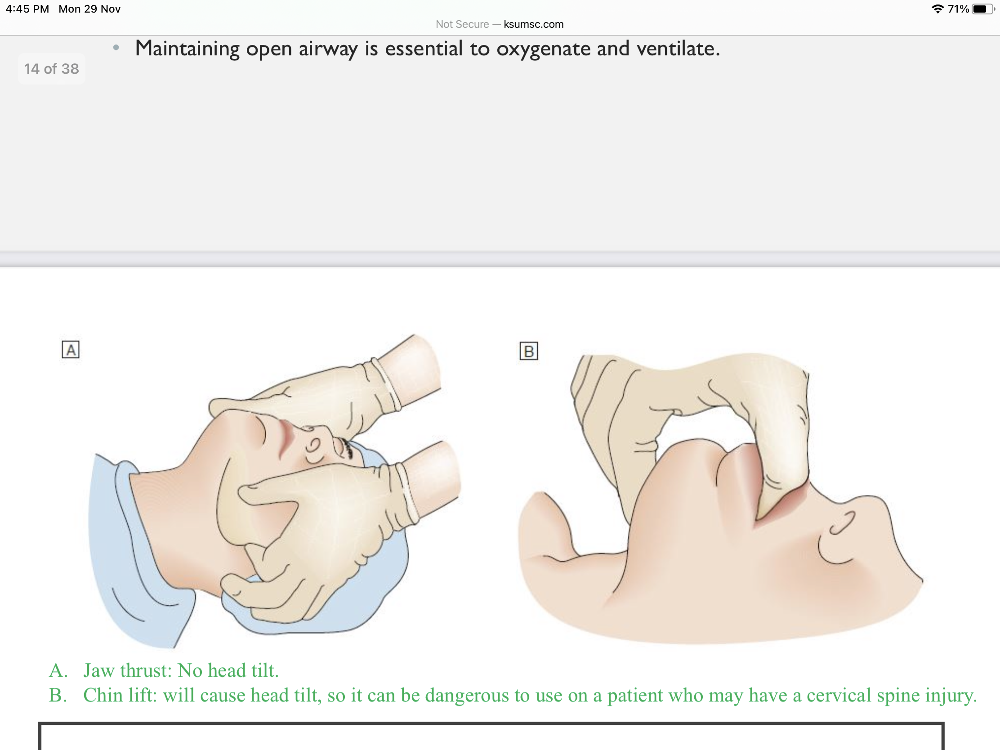 4:45 PM Mon 29 Nov
71%
Not Secure — ksumsc.com
• Maintaining open airway is essential to oxygenate and ventilate.
14 of 38
A
B
A. Jaw thrust: No head tilt.
B. Chin lift: will cause head tilt, so it can be dangerous to use on a patient who may have a cervical spine injury.